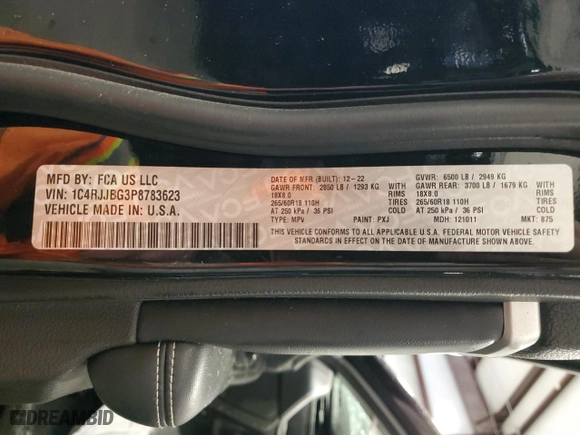 MFD BY: FCA US LLC
VIN: 1C4RJJBG3P8783623
VEHICLE MADE IN U.S.A.
DATE OF MFR (BUILT): 12-22
GAWR FRONT: 2850 LB / 1293 KG
18X8.0
265/60R18 110H
AT 250 kPa / 36 PSI
TYPE: MPV
PAINT: PXJ
GVWR: 6500 LB / 2949 KG
RIMS GAWR REAR: 3700 LB / 1679 KG
18X8.0 RIMS
TIRES 265/60R18 110H TIRES
AT 250 kPa / 36 PSI
MDH: 121011
MKT: 875
THIS VEHICLE CONFORMS TO ALL APPLICABLE U.S.A. FEDERAL MOTOR VEHICLE SAFETY
STANDARDS IN EFFECT ON THE DATE OF MANUFACTURE SHOWN ABOVE.
DREAMBID